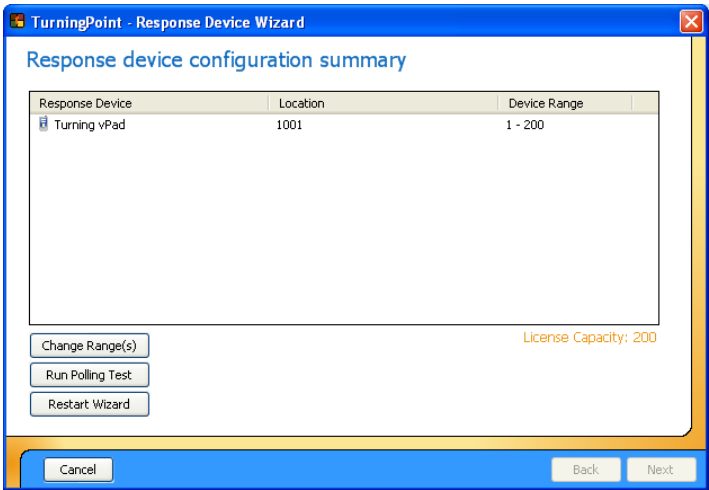 TurningPoint - Response Device Wizard
Response device configuration summary
Response Device Location Device Range
Turning vPad 1001 1 - 200
License Capacity: 200
Change Range(s)
Run Polling Test
Restart Wizard
Cancel Back Next